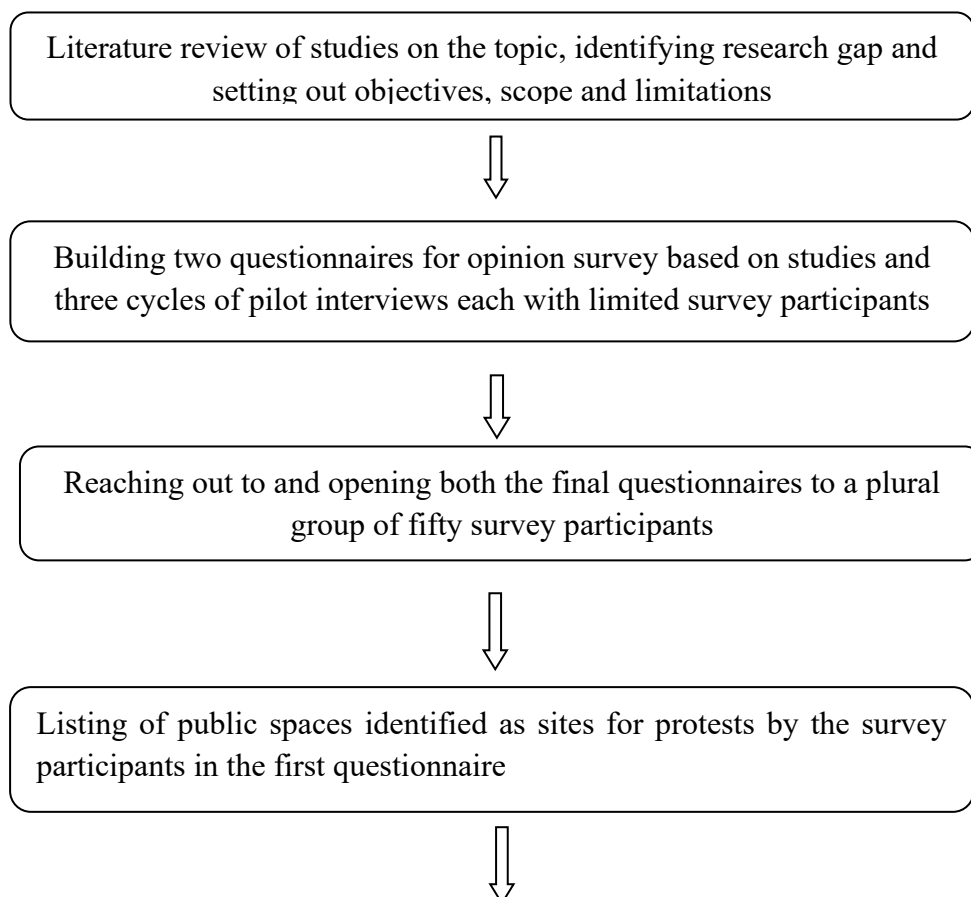 Literature review of studies on the topic, identifying research gap and
setting out objectives, scope and limitations
Building two questionnaires for opinion survey based on studies and
three cycles of pilot interviews each with limited survey participants
Reaching out to and opening both the final questionnaires to a plural
group of fifty survey participants
Listing of public spaces identified as sites for protests by the survey
participants in the first questionnaire